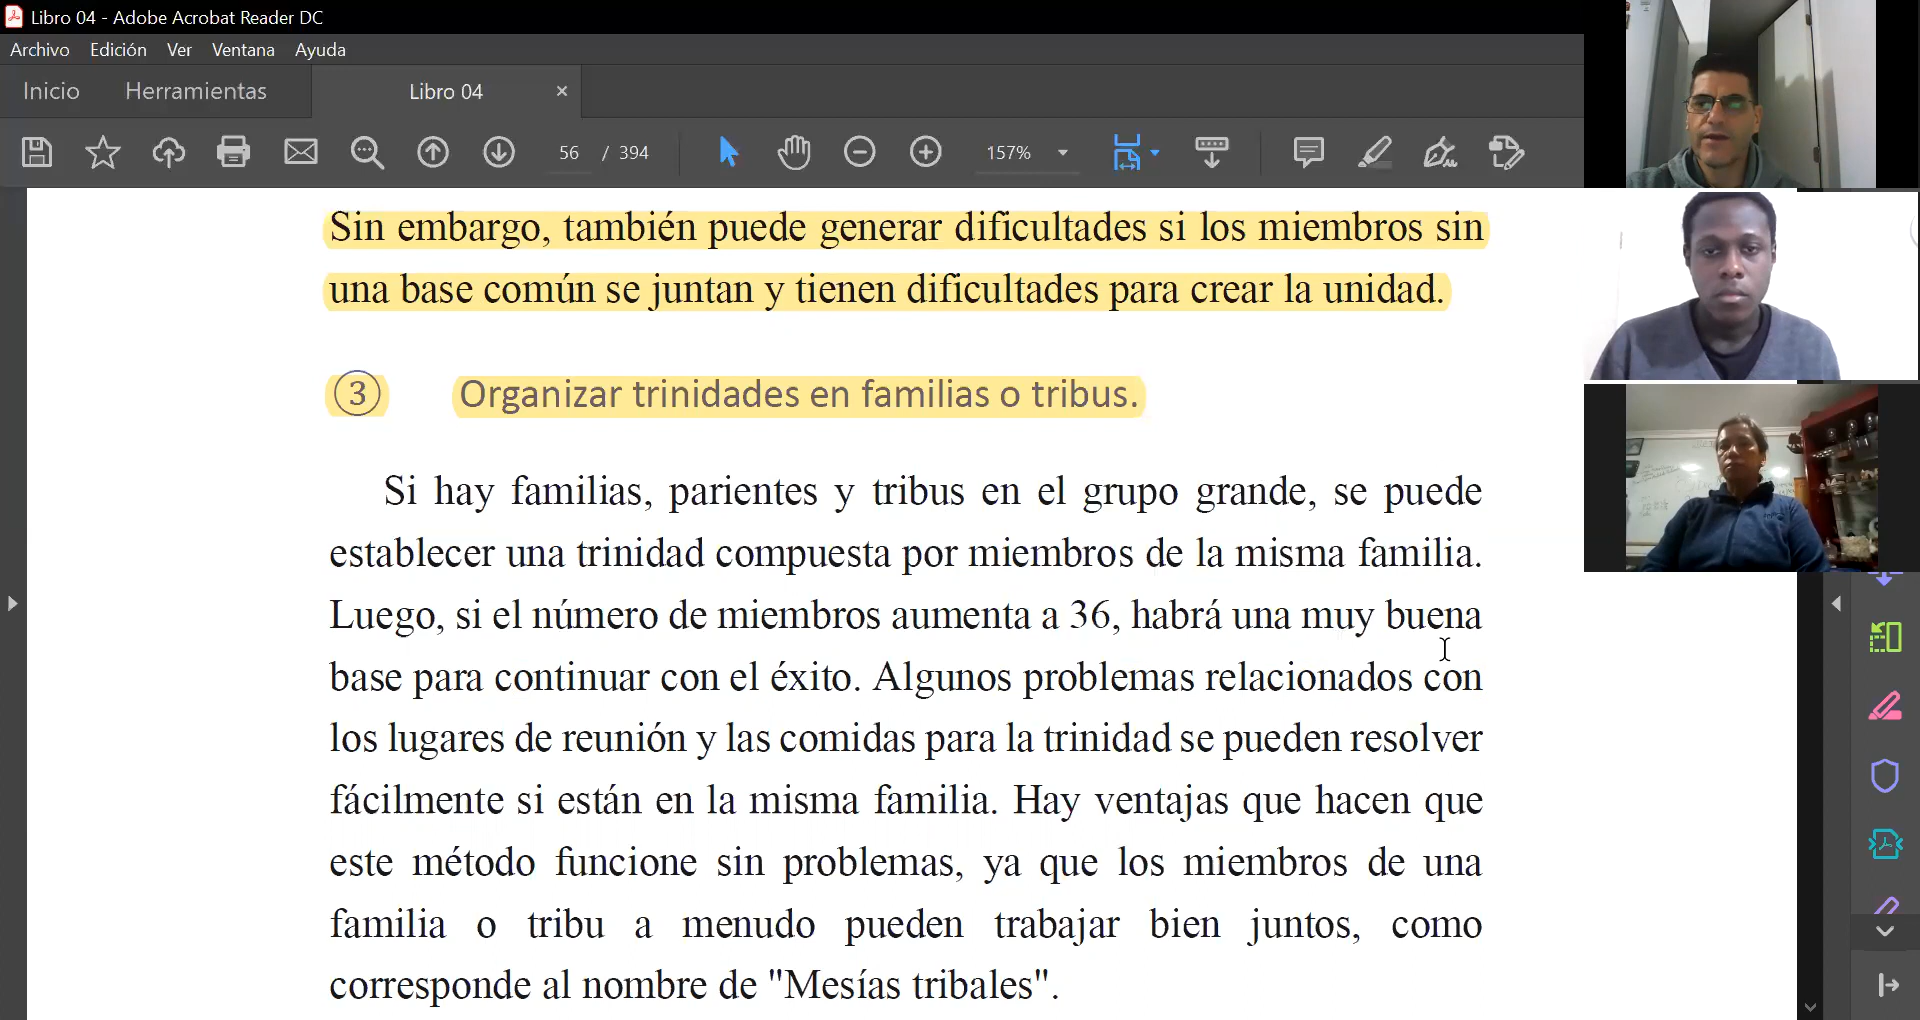 Libro 04 - Adobe Acrobat Reader DC
Archivo Edición Ver Ventana Ayuda
Inicio Herramientas Libro 04 ×
56 / 394 157%
Sin embargo, también puede generar dificultades si los miembros sin
una base común se juntan y tienen dificultades para crear la unidad.
③ Organizar trinidades en familias o tribus.
Si hay familias, parientes y tribus en el grupo grande, se puede
establecer una trinidad compuesta por miembros de la misma familia.
Luego, si el número de miembros aumenta a 36, habrá una muy buena
base para continuar con el éxito. Algunos problemas relacionados con
los lugares de reunión y las comidas para la trinidad se pueden resolver
fácilmente si están en la misma familia. Hay ventajas que hacen que
este método funcione sin problemas, ya que los miembros de una
familia o tribu a menudo pueden trabajar bien juntos, como
corresponde al nombre de "Mesías tribales".